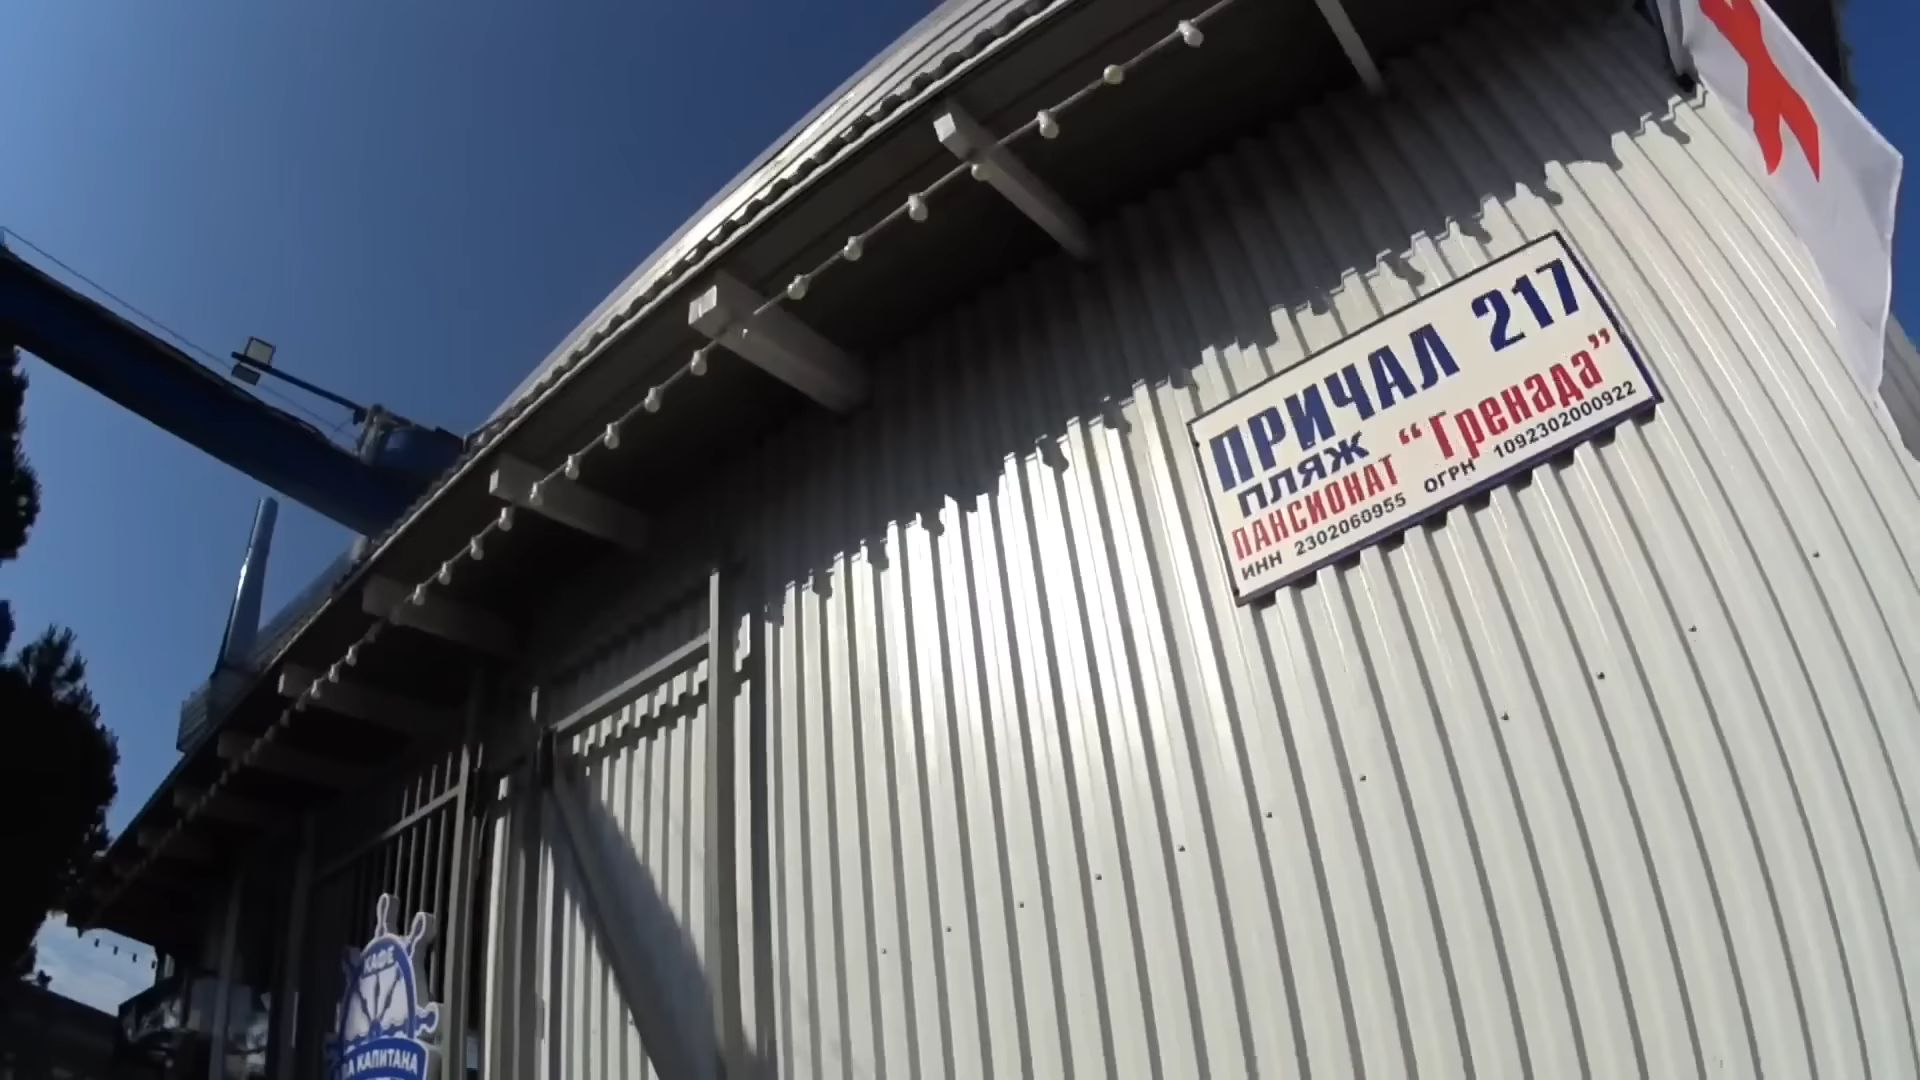 ПРИЧАЛ 217
ПЛЯЖ
ПАНСИОНАТ “Гренада”
ИНН 2302060955 ОГРН 1092302000922
КАФЕ
КАПИТАНА